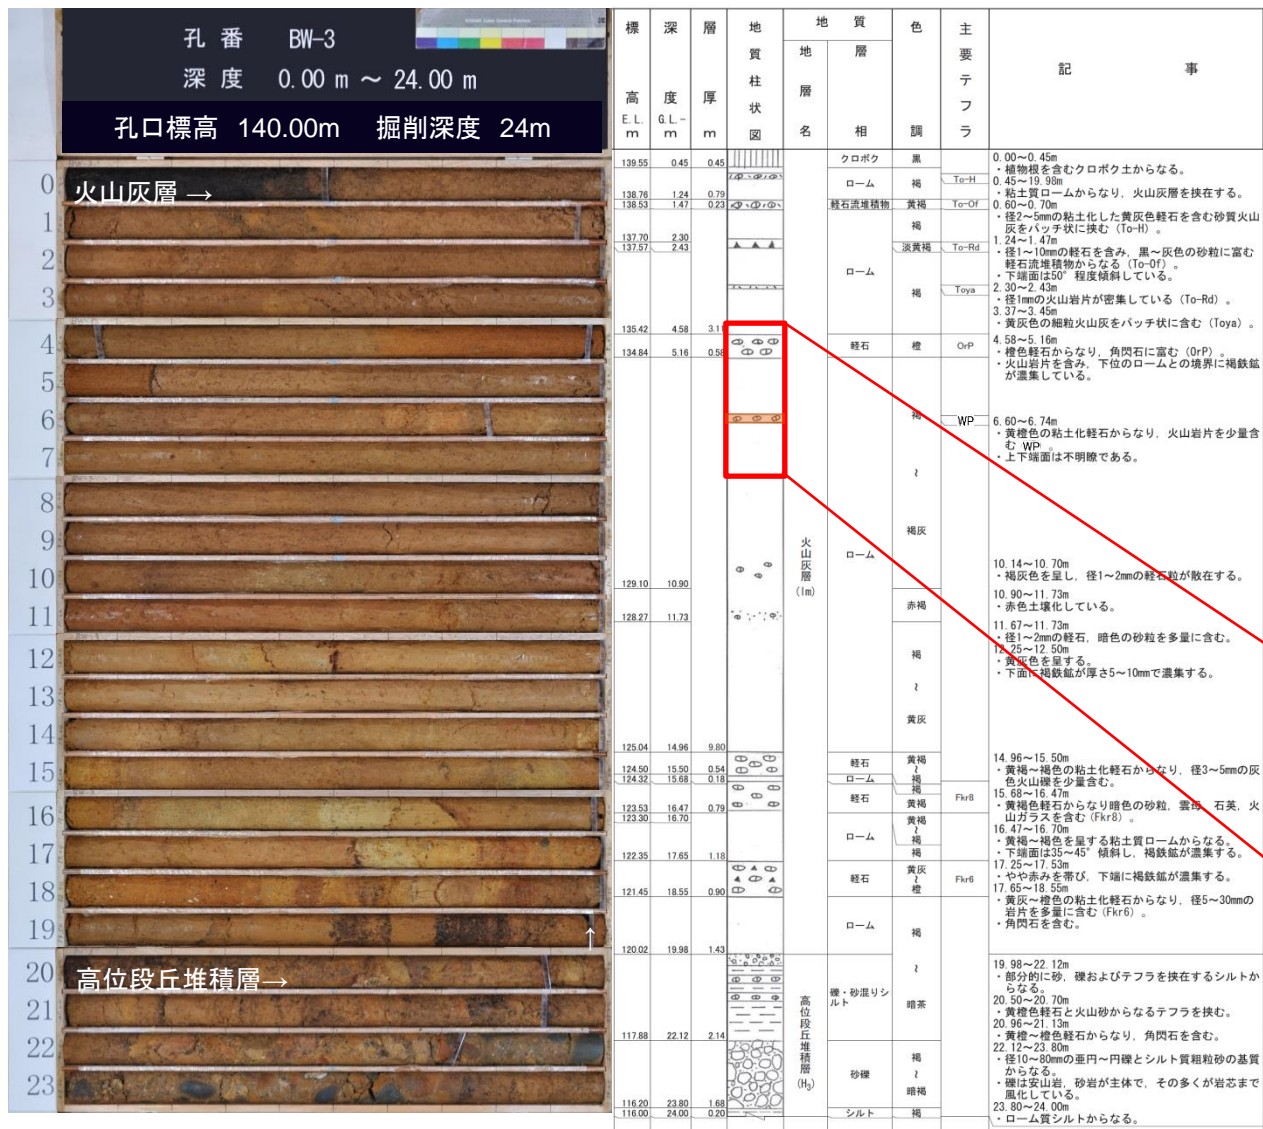 孔 番 BW-3
深 度 0.00 m ～ 24.00 m
孔口標高 140.00m 掘削深度 24m
火山灰層 →
0
1
2
3
4
5
6
7
8
9
10
11
12
13
14
15
16
17
18
19
↑
高位段丘堆積層→
20
21
22
23
標高 E.L. m
深度 G.L.- m
層厚 m
地質柱状図
地質
地層名
層相
色調
主要テフラ
記事
139.55 0.45 0.45
138.76 1.24 0.79
138.53 1.47 0.23
137.70 2.30
137.57 2.43
135.42 4.58 3.11
134.84 5.16 0.58
129.10 10.90
128.27 11.73
125.04 14.96 9.80
124.50 15.50 0.54
124.32 15.68 0.18
123.53 16.47 0.79
123.30 16.70
122.35 17.65 1.18
121.45 18.55 0.90
120.02 19.98 1.43
117.88 22.12 2.14
116.20 23.80 1.68
116.00 24.00 0.20
火山灰層(lm)
高位段丘堆積層(H₃)
クロボク
ローム
軽石流堆積物
ローム
軽石
ローム
軽石
ローム
軽石
ローム
軽石
ローム
礫・砂混りシ
ルト
砂礫
シルト
黒
褐
黄褐
褐
淡黄褐
褐
橙
褐
～
褐灰
赤褐
褐
～
黄灰
黄褐
～
褐
褐
黄褐
黄褐
～
褐
褐
黄灰
～
橙
褐
～
暗茶
褐
～
暗褐
褐
To-H
To-Of
To-Rd
Toya
OrP
WP
Fkr8
Fkr6
0.00～0.45m
・植物根を含むクロボク土からなる。
0.45～19.98m
・粘土質ロームからなり，火山灰層を挟在する。
0.60～0.70m
・径2～5mmの粘土化した黄灰色軽石を含む砂質火山
灰をパッチ状に挟む(To-H)。
1.24～1.47m
・径1～10mmの軽石を含み，黒～灰色の砂粒に富む
軽石流堆積物からなる(To-Of)。
・下端面は50°程度傾斜している。
2.30～2.43m
・径1mmの火山岩片が密集している(To-Rd)。
3.37～3.45m
・黄灰色の細粒火山灰をパッチ状に含む(Toya)。
4.58～5.16m
・橙色軽石からなり，角閃石に富む(OrP)。
・火山岩片を含み，下位のロームとの境界に褐鉄鉱
が濃集している。
6.60～6.74m
・黄橙色の粘土化軽石からなり，火山岩片を少量含
む WP 。
・上下端面は不明瞭である。
10.14～10.70m
・褐灰色を呈し，径1～2mmの軽石粒が散在する。
10.90～11.73m
・赤色土壌化している。
11.67～11.73m
・径1～2mmの軽石，暗色の砂粒を多量に含む。
12.25～12.50m
・黄灰色を呈する。
・下面に褐鉄鉱が厚さ5～10mmで濃集する。
14.96～15.50m
・黄褐～褐色の粘土化軽石からなり，径3～5mmの灰
色火山礫を少量含む。
15.68～16.47m
・黄褐色軽石からなり暗色の砂粒，雲母，石英，火
山ガラスを含む(Fkr8)。
16.47～16.70m
・黄褐～褐色を呈する粘土質ロームからなる。
・下端面は35～45°傾斜し，褐鉄鉱が濃集する。
17.25～17.53m
・やや赤みを帯び，下端に褐鉄鉱が濃集する。
17.65～18.55m
・黄灰～橙色の粘土化軽石からなり，径5～30mmの
岩片を多量に含む(Fkr6)。
・角閃石を含む。
19.98～22.12m
・部分的に砂，礫およびテフラを挟在するシルトか
らなる。
20.50～20.70m
・黄橙色軽石と火山砂からなるテフラを挟む。
20.96～21.13m
・黄橙～橙色軽石からなり，角閃石を含む。
22.12～23.80m
・径10～80mmの亜円～円礫とシルト質粗粒砂の基質
からなる。
・礫は安山岩，砂岩が主体で，その多くが岩芯まで
風化している。
23.80～24.00m
・ローム質シルトからなる。